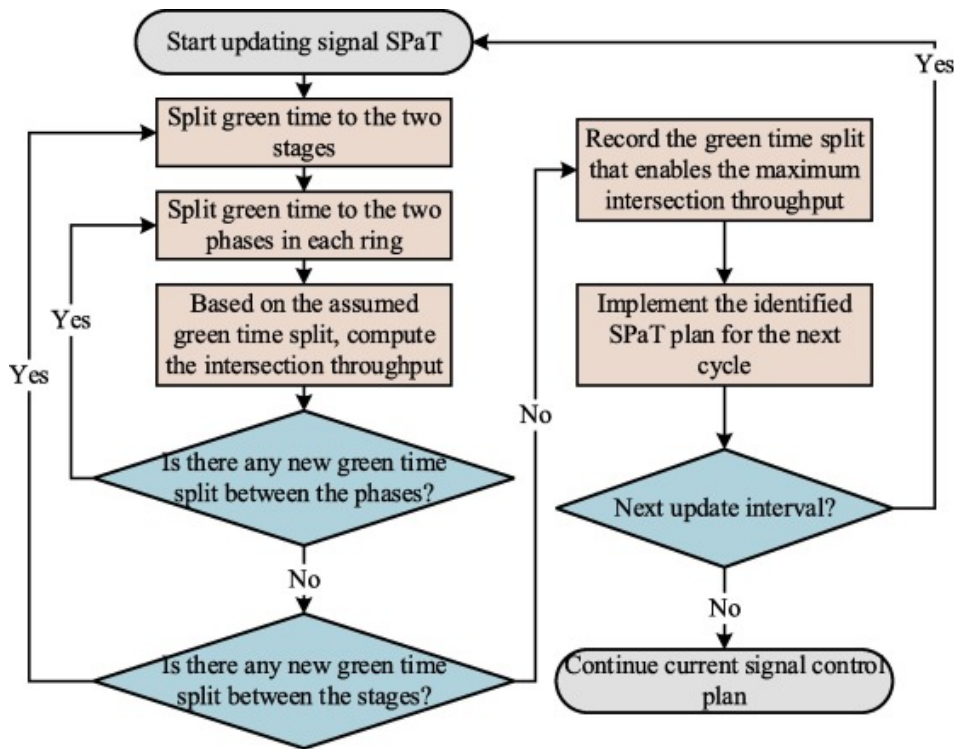 Start updating signal SPaT
Yes
Split green time to the two
stages
Split green time to the two
phases in each ring
Based on the assumed
green time split, compute
the intersection throughput
Yes
Yes
Is there any new green time
split between the phases?
No
Is there any new green time
split between the stages?
No
Record the green time split
that enables the maximum
intersection throughput
Implement the identified
SPaT plan for the next
cycle
Next update interval?
No
Continue current signal control
plan